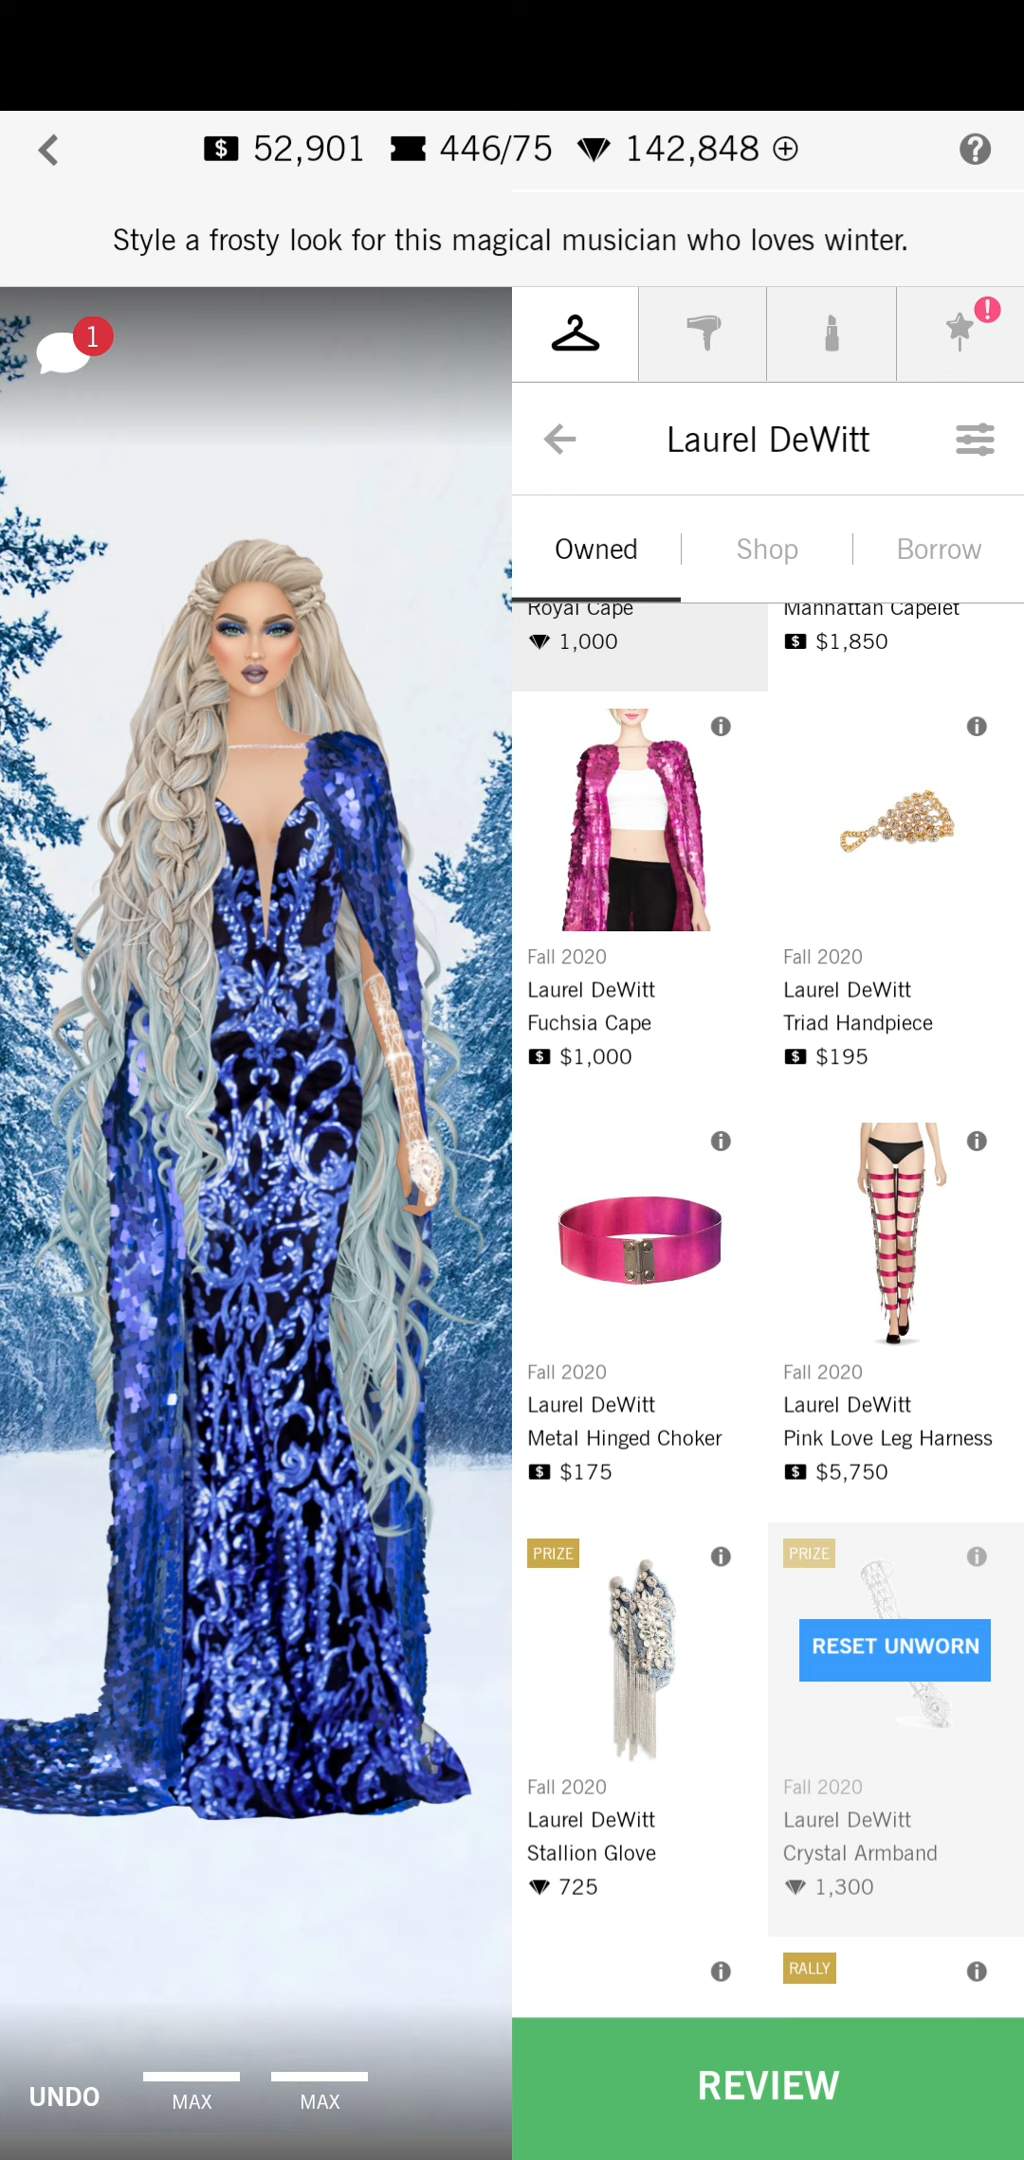 52,901
446/75
142,848
Style a frosty look for this magical musician who loves winter.
1
Laurel DeWitt
Owned
Shop
Borrow
Royal Cape
1,000
Manhattan Capelet
$1,850
Fall 2020
Laurel DeWitt
Fuchsia Cape
$1,000
Fall 2020
Laurel DeWitt
Triad Handpiece
$195
Fall 2020
Laurel DeWitt
Metal Hinged Choker
$175
Fall 2020
Laurel DeWitt
Pink Love Leg Harness
$5,750
PRIZE
Fall 2020
Laurel DeWitt
Stallion Glove
725
PRIZE
RESET UNWORN
Fall 2020
Laurel DeWitt
Crystal Armband
1,300
RALLY
UNDO
MAX
MAX
REVIEW